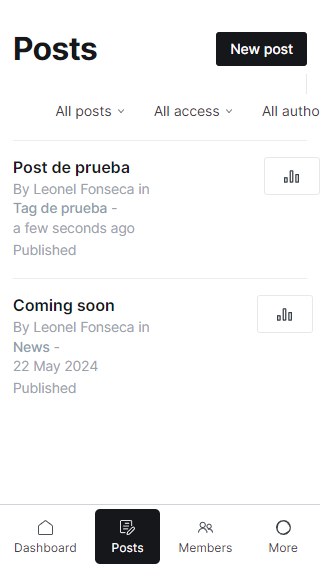 Posts
New post
All posts
All access
All autho
Post de prueba
By Leonel Fonseca in
Tag de prueba -
a few seconds ago
Published
Coming soon
By Leonel Fonseca in
News -
22 May 2024
Published
Dashboard
Posts
Members
More